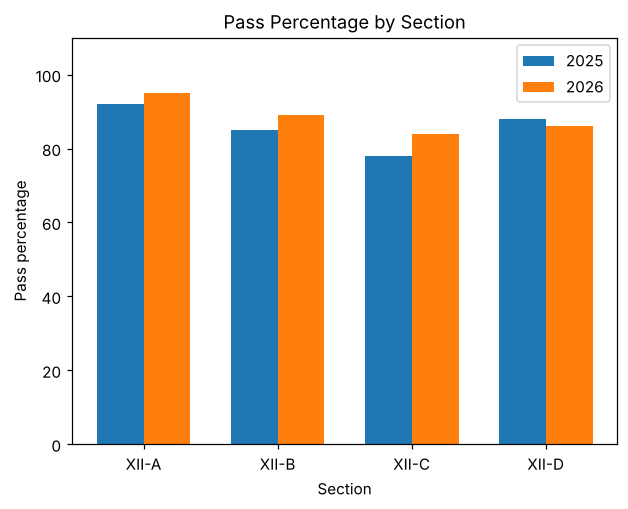 Pass Percentage by Section
2025
2026
Pass percentage
100
80
60
40
20
0
XII-A XII-B XII-C XII-D
Section